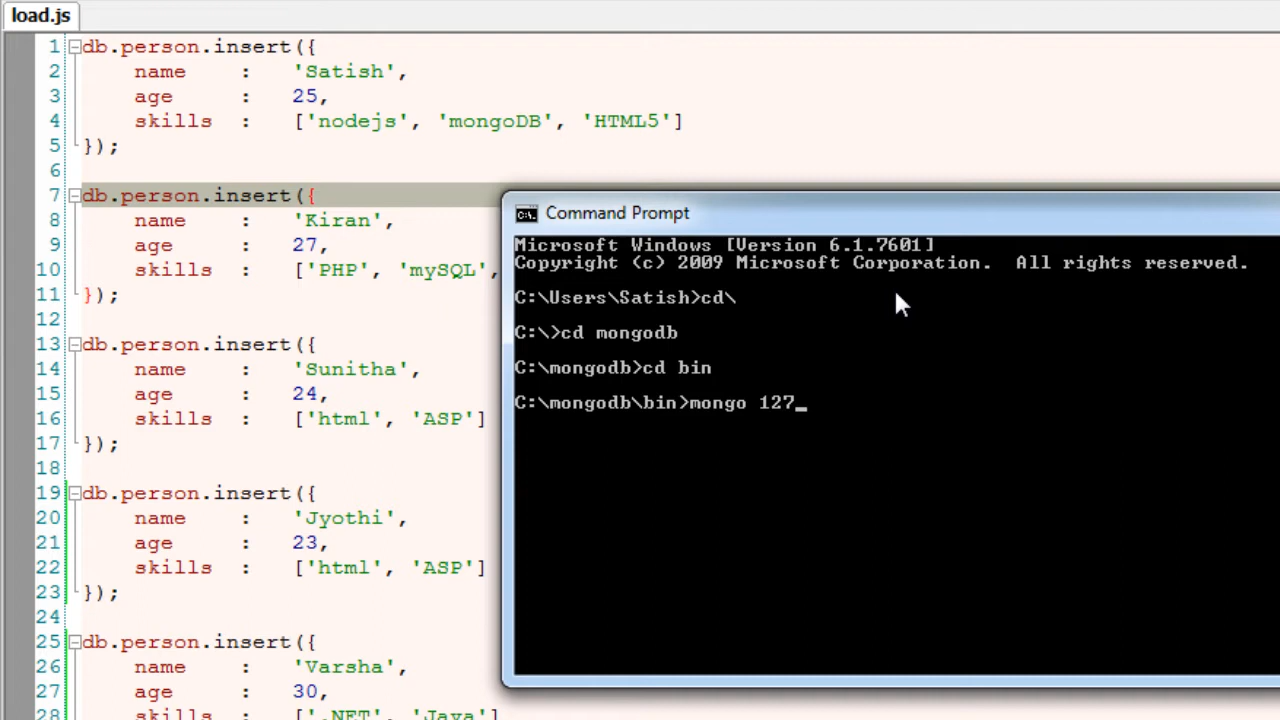 load.js
1 db.person.insert({
2 name : 'Satish',
3 age : 25,
4 skills : ['nodejs', 'mongoDB', 'HTML5']
5 });
6
7 db.person.insert({
8 name : 'Kiran',
9 age : 27,
10 skills : ['PHP', 'mySQL',
11 });
12
13 db.person.insert({
14 name : 'Sunitha',
15 age : 24,
16 skills : ['html', 'ASP']
17 });
18
19 db.person.insert({
20 name : 'Jyothi',
21 age : 23,
22 skills : ['html', 'ASP']
23 });
24
25 db.person.insert({
26 name : 'Varsha',
27 age : 30,
28 skills : ['.NET', 'Java']
Command Prompt
Microsoft Windows [Version 6.1.7601]
Copyright (c) 2009 Microsoft Corporation. All rights reserved.
C:\Users\Satish>cd\
C:\>cd mongodb
C:\mongodb>cd bin
C:\mongodb\bin>mongo 127_